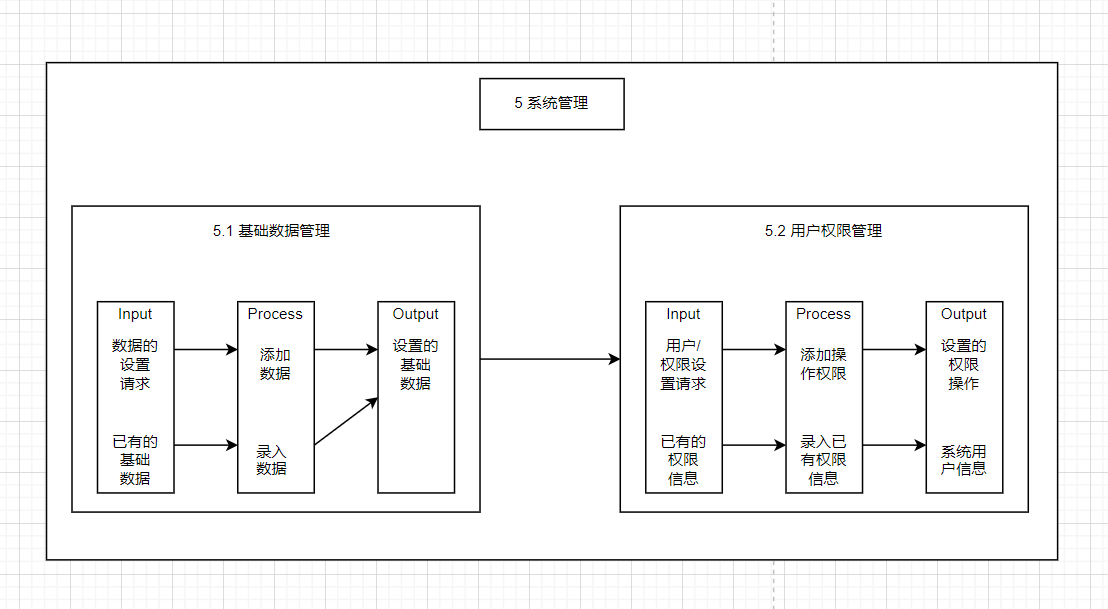 5 系统管理
5.1 基础数据管理
Input
数据的
设置
请求
已有的
基础
数据
Process
添加
数据
录入
数据
Output
设置的
基础
数据
5.2 用户权限管理
Input
用户/
权限设
置请求
已有的
权限
信息
Process
添加操
作权限
录入已
有权限
信息
Output
设置的
权限
操作
系统用
户信息